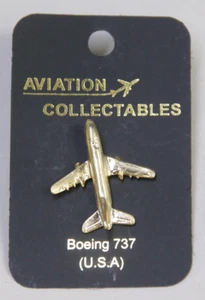 AVIATION
COLLECTABLES
Boeing 737
(U.S.A)